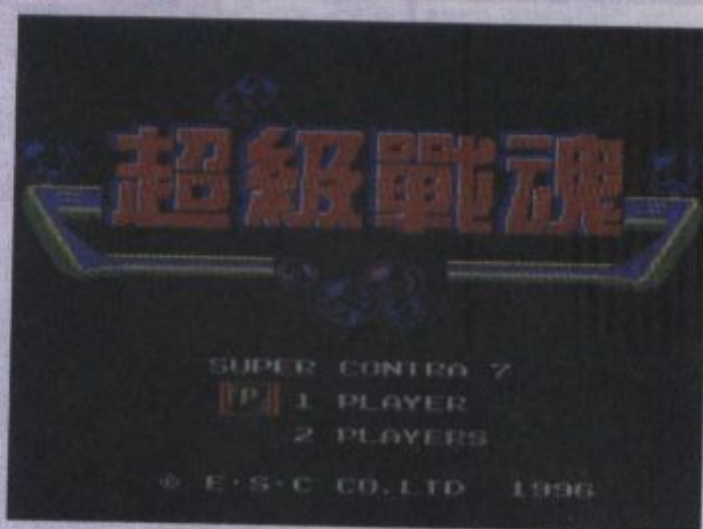 超級戰魂
SUPER CONTRA 7
1 PLAYER
2 PLAYERS
© E·S·C CO.LTD 1996